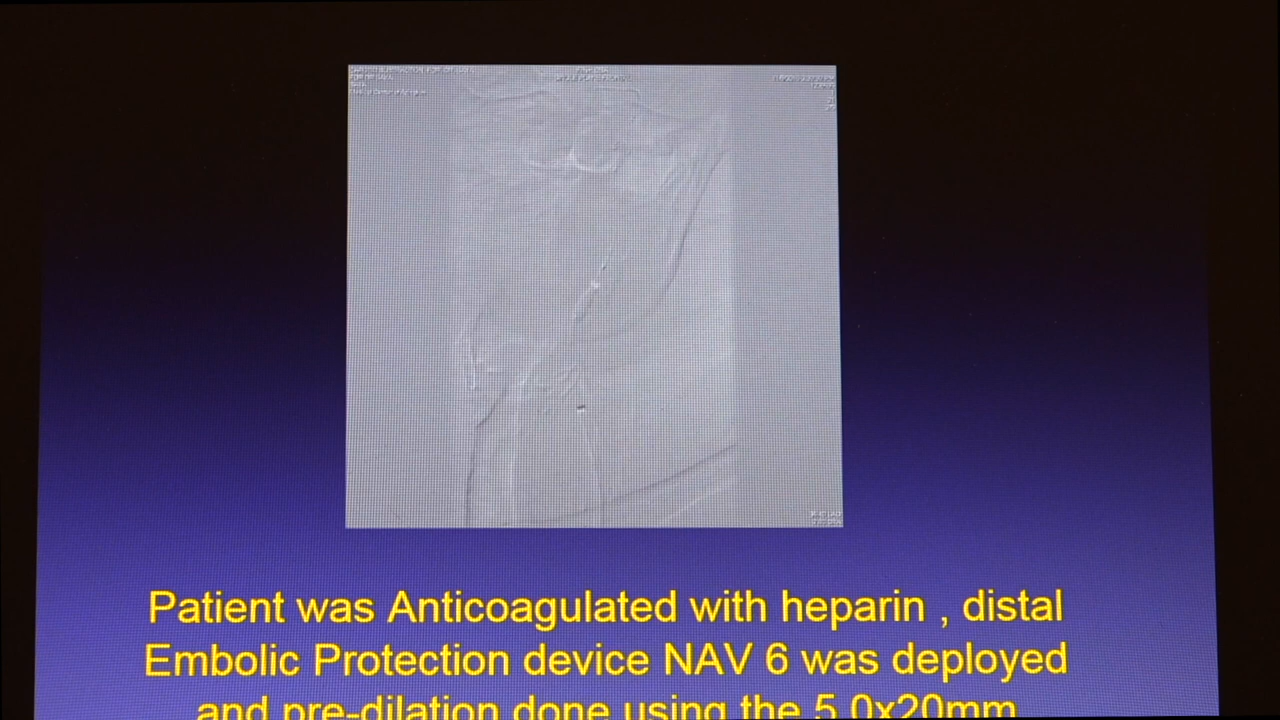 Patient was Anticoagulated with heparin , distal
Embolic Protection device NAV 6 was deployed
and pre-dilation done using the 5.0x20mm